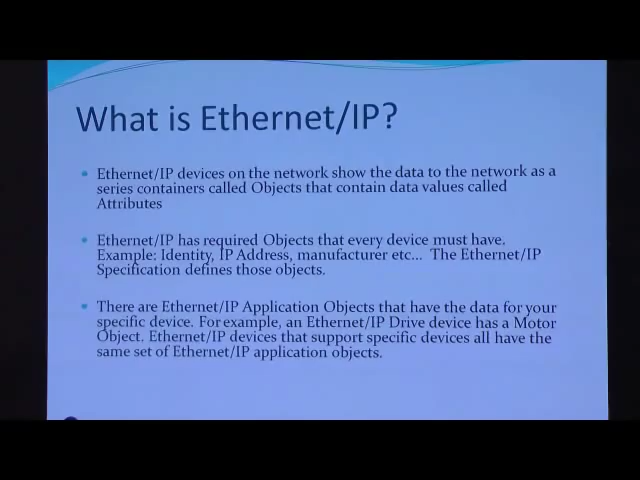 What is Ethernet/IP?
Ethernet/IP devices on the network show the data to the network as a
series containers called Objects that contain data values called
Attributes
Ethernet/IP has required Objects that every device must have.
Example: Identity, IP Address, manufacturer etc... The Ethernet/IP
Specification defines those objects.
There are Ethernet/IP Application Objects that have the data for your
specific device. For example, an Ethernet/IP Drive device has a Motor
Object. Ethernet/IP devices that support specific devices all have the
same set of Ethernet/IP application objects.